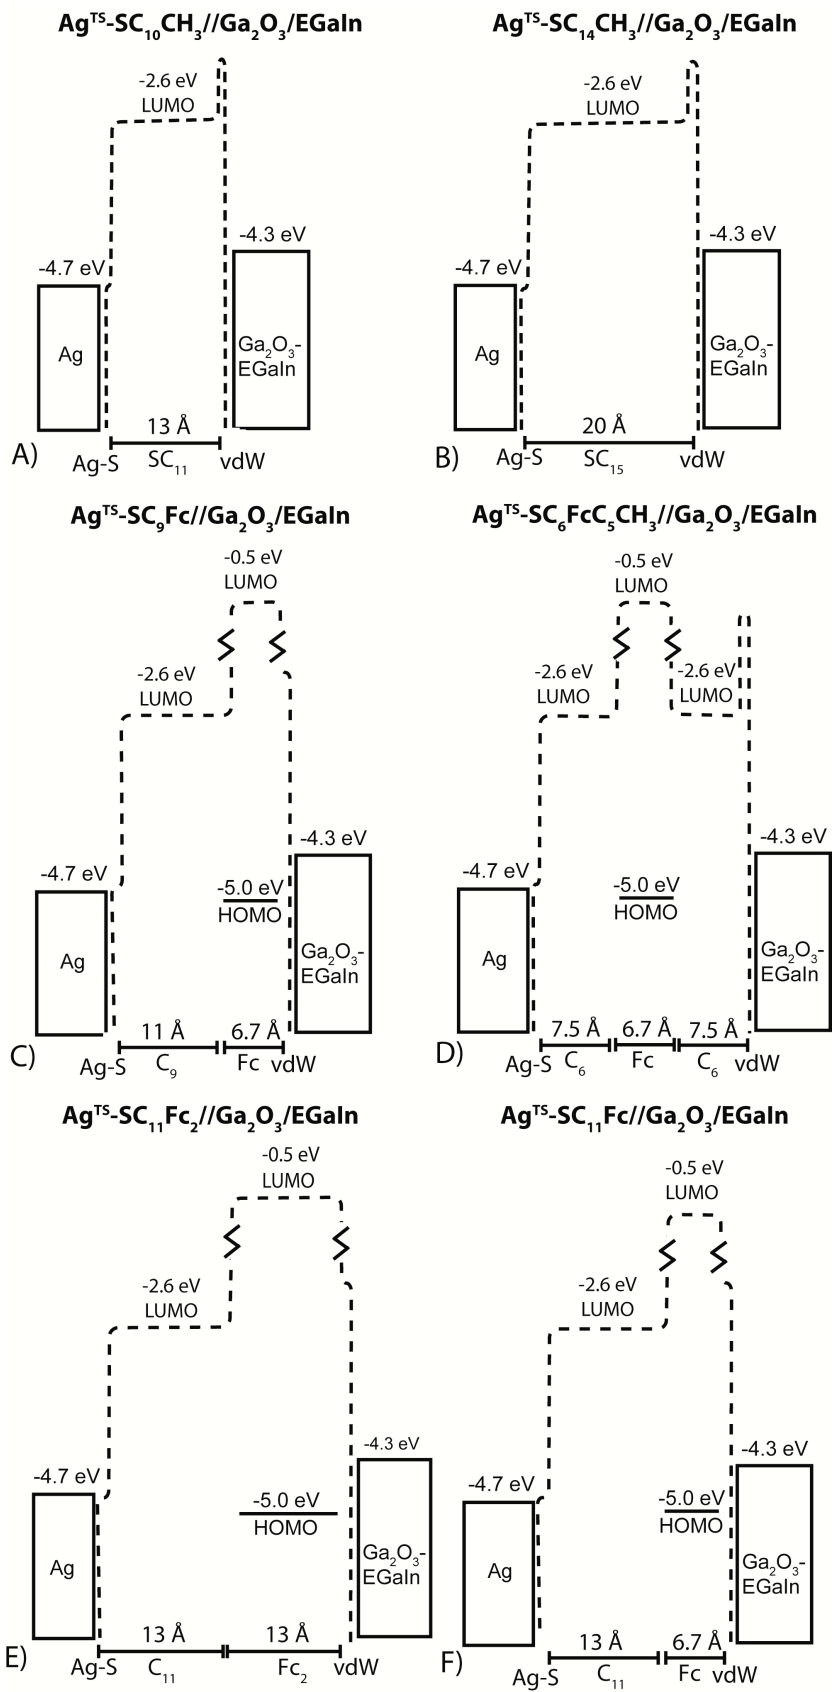 Ag^TS-SC₁₀CH₃//Ga₂O₃/EGaIn
-2.6 eV
LUMO
-4.3 eV
-4.7 eV
Ag
Ga₂O₃-
EGaIn
13 Å
A)
Ag-S
SC₁₁
vdW
Ag^TS-SC₁₄CH₃//Ga₂O₃/EGaIn
-2.6 eV
LUMO
-4.3 eV
-4.7 eV
Ag
Ga₂O₃-
EGaIn
20 Å
B)
Ag-S
SC₁₅
vdW
Ag^TS-SC₉Fc//Ga₂O₃/EGaIn
-0.5 eV
LUMO
-2.6 eV
LUMO
-4.3 eV
-4.7 eV
-5.0 eV
HOMO
Ag
Ga₂O₃-
EGaIn
11 Å
6.7 Å
C)
Ag-S
C₉
Fc
vdW
Ag^TS-SC₆FcC₅CH₃//Ga₂O₃/EGaIn
-0.5 eV
LUMO
-2.6 eV
LUMO
-2.6 eV
LUMO
-4.3 eV
-4.7 eV
-5.0 eV
HOMO
Ag
Ga₂O₃-
EGaIn
7.5 Å
6.7 Å
7.5 Å
D)
Ag-S
C₆
Fc
C₆
vdW
Ag^TS-SC₁₁Fc₂//Ga₂O₃/EGaIn
-0.5 eV
LUMO
-2.6 eV
LUMO
-4.3 eV
-4.7 eV
-5.0 eV
HOMO
Ag
Ga₂O₃-
EGaIn
13 Å
13 Å
E)
Ag-S
C₁₁
Fc₂
vdW
Ag^TS-SC₁₁Fc//Ga₂O₃/EGaIn
-0.5 eV
LUMO
-2.6 eV
LUMO
-4.3 eV
-4.7 eV
-5.0 eV
HOMO
Ag
Ga₂O₃-
EGaIn
13 Å
6.7 Å
F)
Ag-S
C₁₁
Fc
vdW